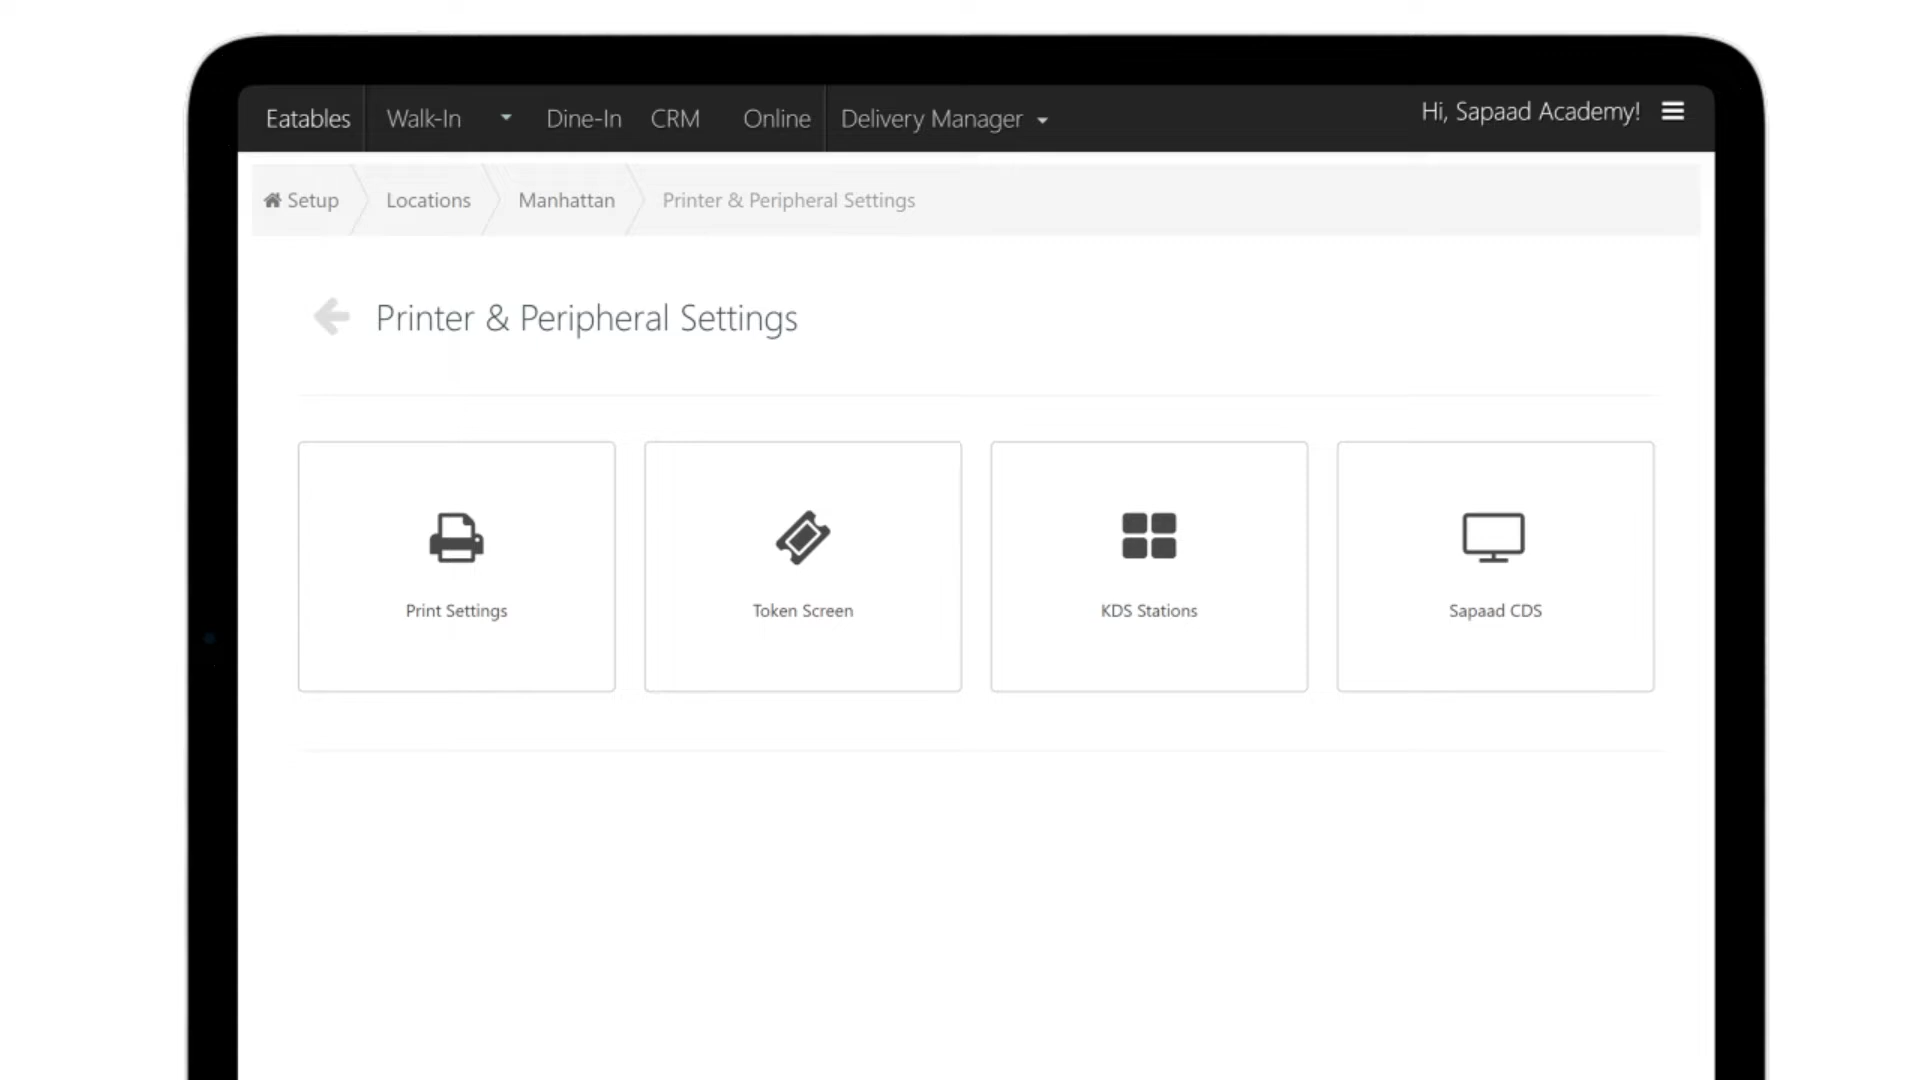 Eatables Walk-In Dine-In CRM Online Delivery Manager Hi, Sapaad Academy!
Setup Locations Manhattan Printer & Peripheral Settings
Printer & Peripheral Settings
Print Settings Token Screen KDS Stations Sapaad CDS